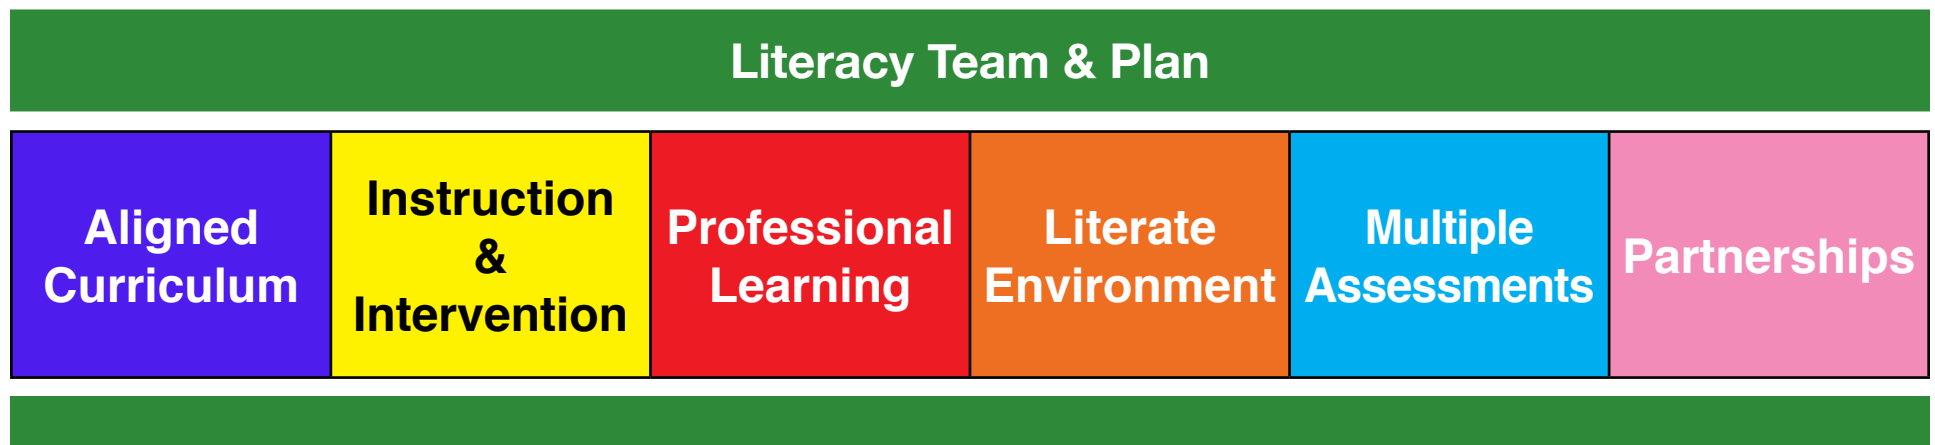 Literacy Team & Plan
Aligned
Curriculum
Instruction
&
Intervention
Professional
Learning
Literate
Environment
Multiple
Assessments
Partnerships